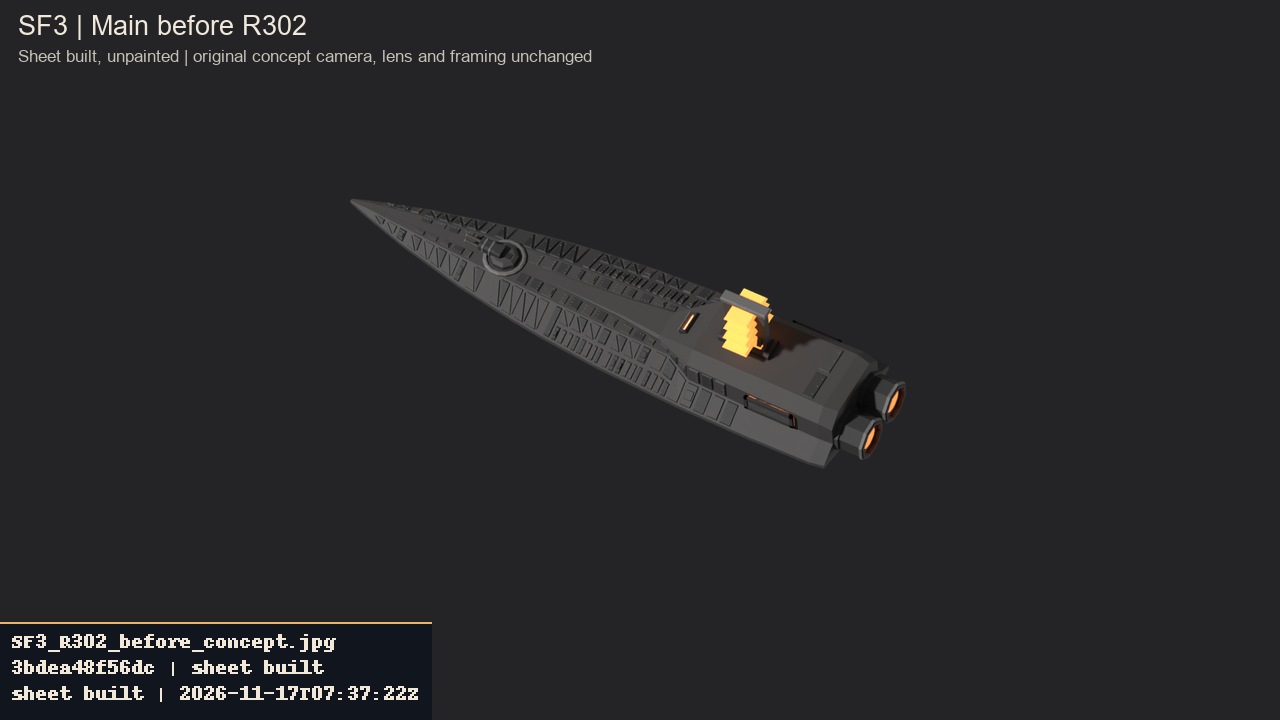 SF3 | Main before R302
Sheet built, unpainted | original concept camera, lens and framing unchanged
SF3_R302_before_concept.jpg
3bdea48f56dc | sheet built
sheet built | 2026-11-17T07:37:22Z